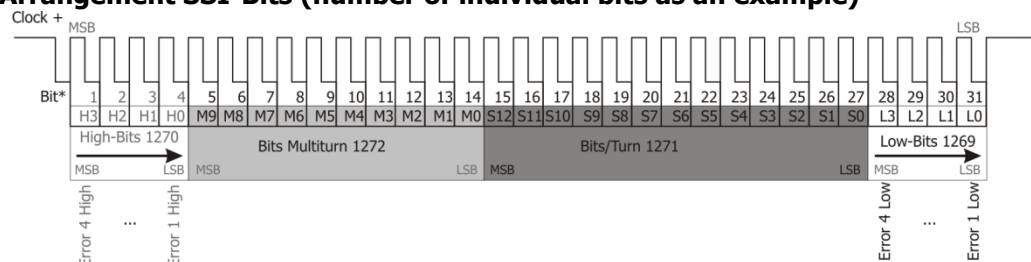 Arrangement SSI-Bits (number of individual bits as an example)
Clock +
MSB LSB
Bit* 1 2 3 4 5 6 7 8 9 10 11 12 13 14 15 16 17 18 19 20 21 22 23 24 25 26 27 28 29 30 31
H3 H2 H1 H0 M9 M8 M7 M6 M5 M4 M3 M2 M1 M0 S12 S11 S10 S9 S8 S7 S6 S5 S4 S3 S2 S1 S0 L3 L2 L1 L0
High-Bits 1270 Bits Multiturn 1272 Bits/Turn 1271 Low-Bits 1269
MSB LSB MSB LSB MSB LSB MSB LSB
Error 4 High ... Error 1 High Error 4 Low ... Error 1 Low